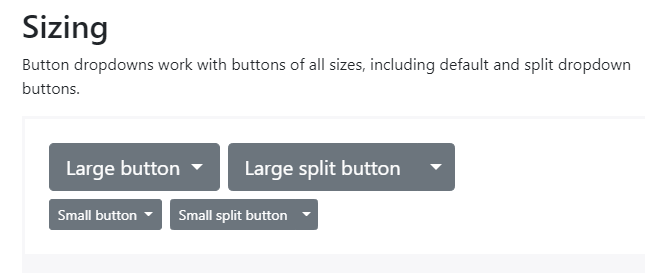 Sizing
Button dropdowns work with buttons of all sizes, including default and split dropdown
buttons.
Large button Large split button
Small button Small split button